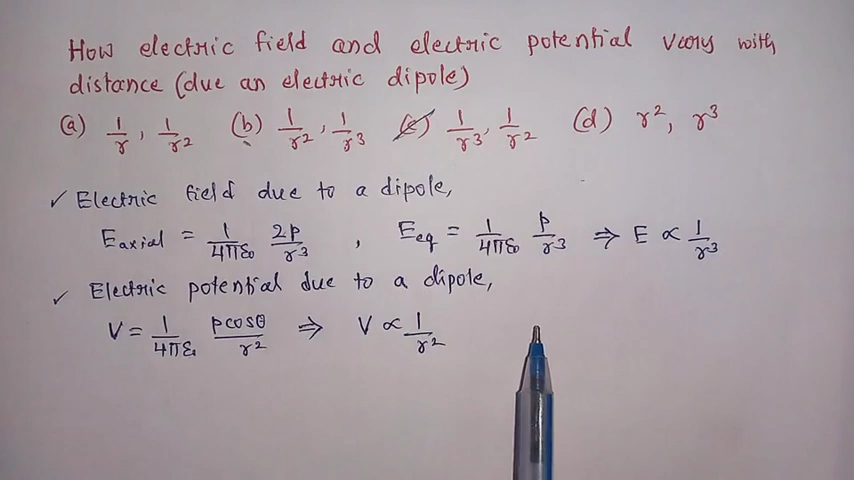 How electric field and electric potential vary with
distance (due an electric dipole)
(a) 1/r, 1/r² (b) 1/r², 1/r³ (c) 1/r³, 1/r² (d) r², r³
✓ Electric field due to a dipole,
E_axial = 1/4πε₀ 2p/r³ , E_eq = 1/4πε₀ p/r³ ⇒ E ∝ 1/r³
✓ Electric potential due to a dipole,
V = 1/4πε₀ pcosθ/r² ⇒ V ∝ 1/r²